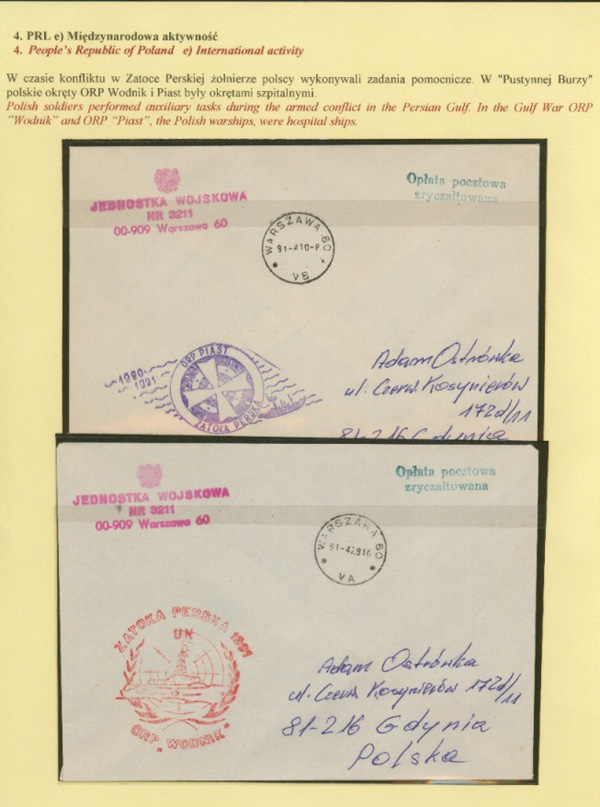 4. PRL e) Międzynarodowa aktywność
4. People's Republic of Poland e) International activity
W czasie konfliktu w Zatoce Perskiej żołnierze polscy wykonywali zadania pomocnicze. W "Pustynnej Burzy"
polskie okręty ORP Wodnik i Piast były okrętami szpitalnymi.
Polish soldiers performed auxiliary tasks during the armed conflict in the Persian Gulf. In the Gulf War ORP
"Wodnik" and ORP "Piast", the Polish warships, were hospital ships.
JEDNOSTKA WOJSKOWA
NR 3211
00-909 Warszawa 60
Opłata pocztowa
zryczałtowana
WARSZAWA 60
VB
1990-
1991
ORP PIAST
ZATOKA PERSKA
Adam Ostrówka
ul. Czerw. Kosynierów
172d/11
81-216 Gdynia
JEDNOSTKA WOJSKOWA
NR 3211
00-909 Warszawa 60
Opłata pocztowa
zryczałtowana
WARSZAWA 60
VA
ZATOKA PERSKA 1991
UN
ORP "WODNIK"
Adam Ostrówka
ul. Czerw. Kosynierów 172d/11
81-216 Gdynia
Polska